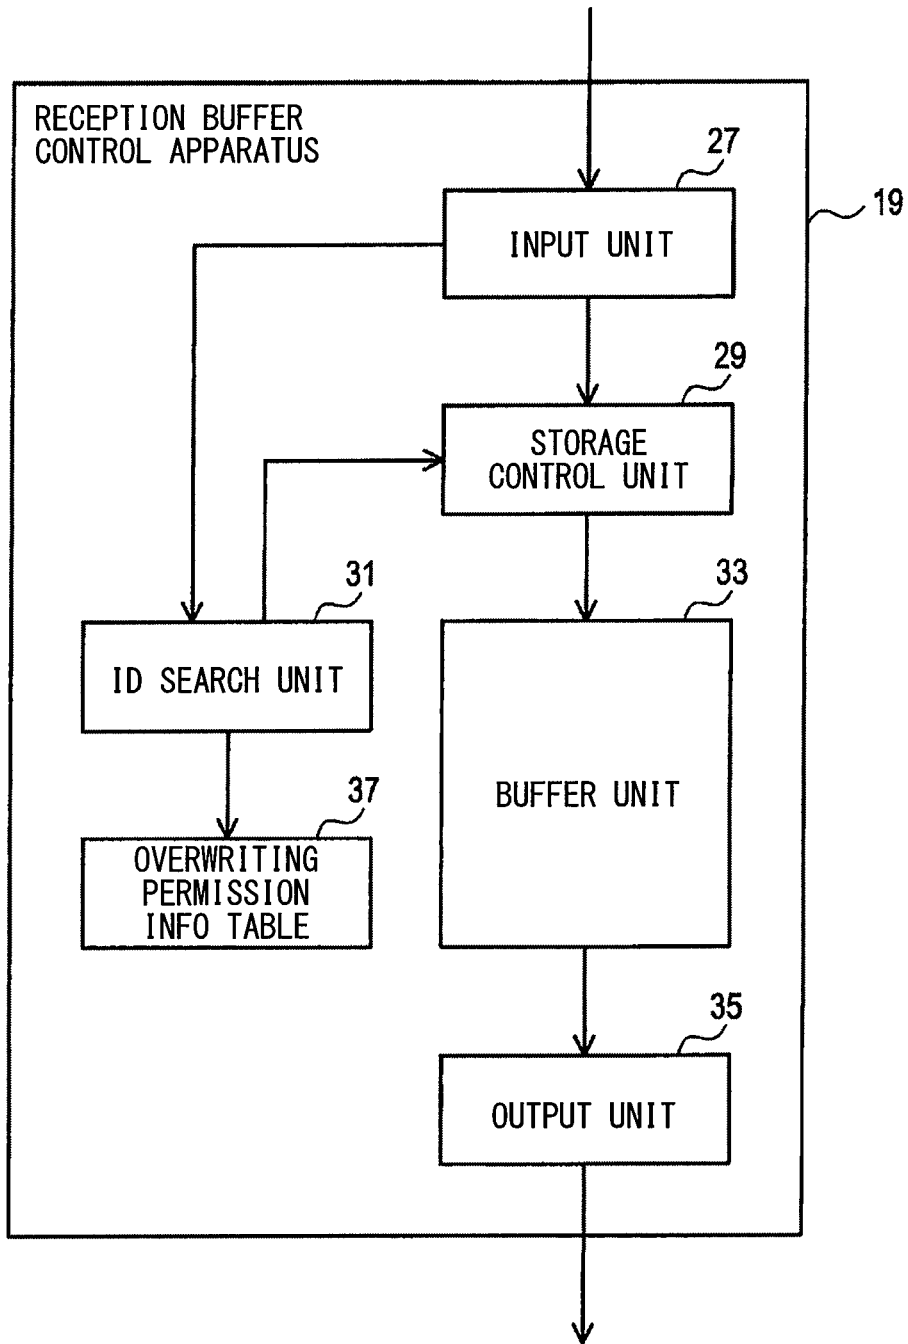 RECEPTION BUFFER
CONTROL APPARATUS
27
19
INPUT UNIT
29
STORAGE
CONTROL UNIT
31
33
ID SEARCH UNIT
BUFFER UNIT
37
OVERWRITING
PERMISSION
INFO TABLE
35
OUTPUT UNIT